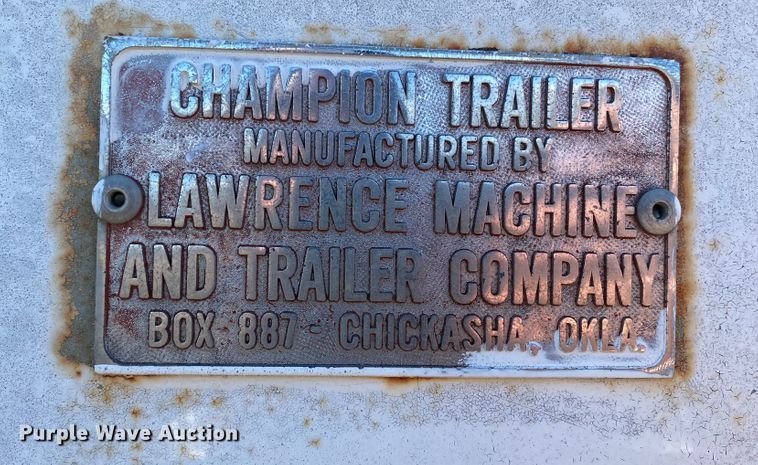 CHAMPION TRAILER
MANUFACTURED BY
LAWRENCE MACHINE
AND TRAILER COMPANY
BOX 887 - CHICKASHA, OKLA.
Purple Wave Auction